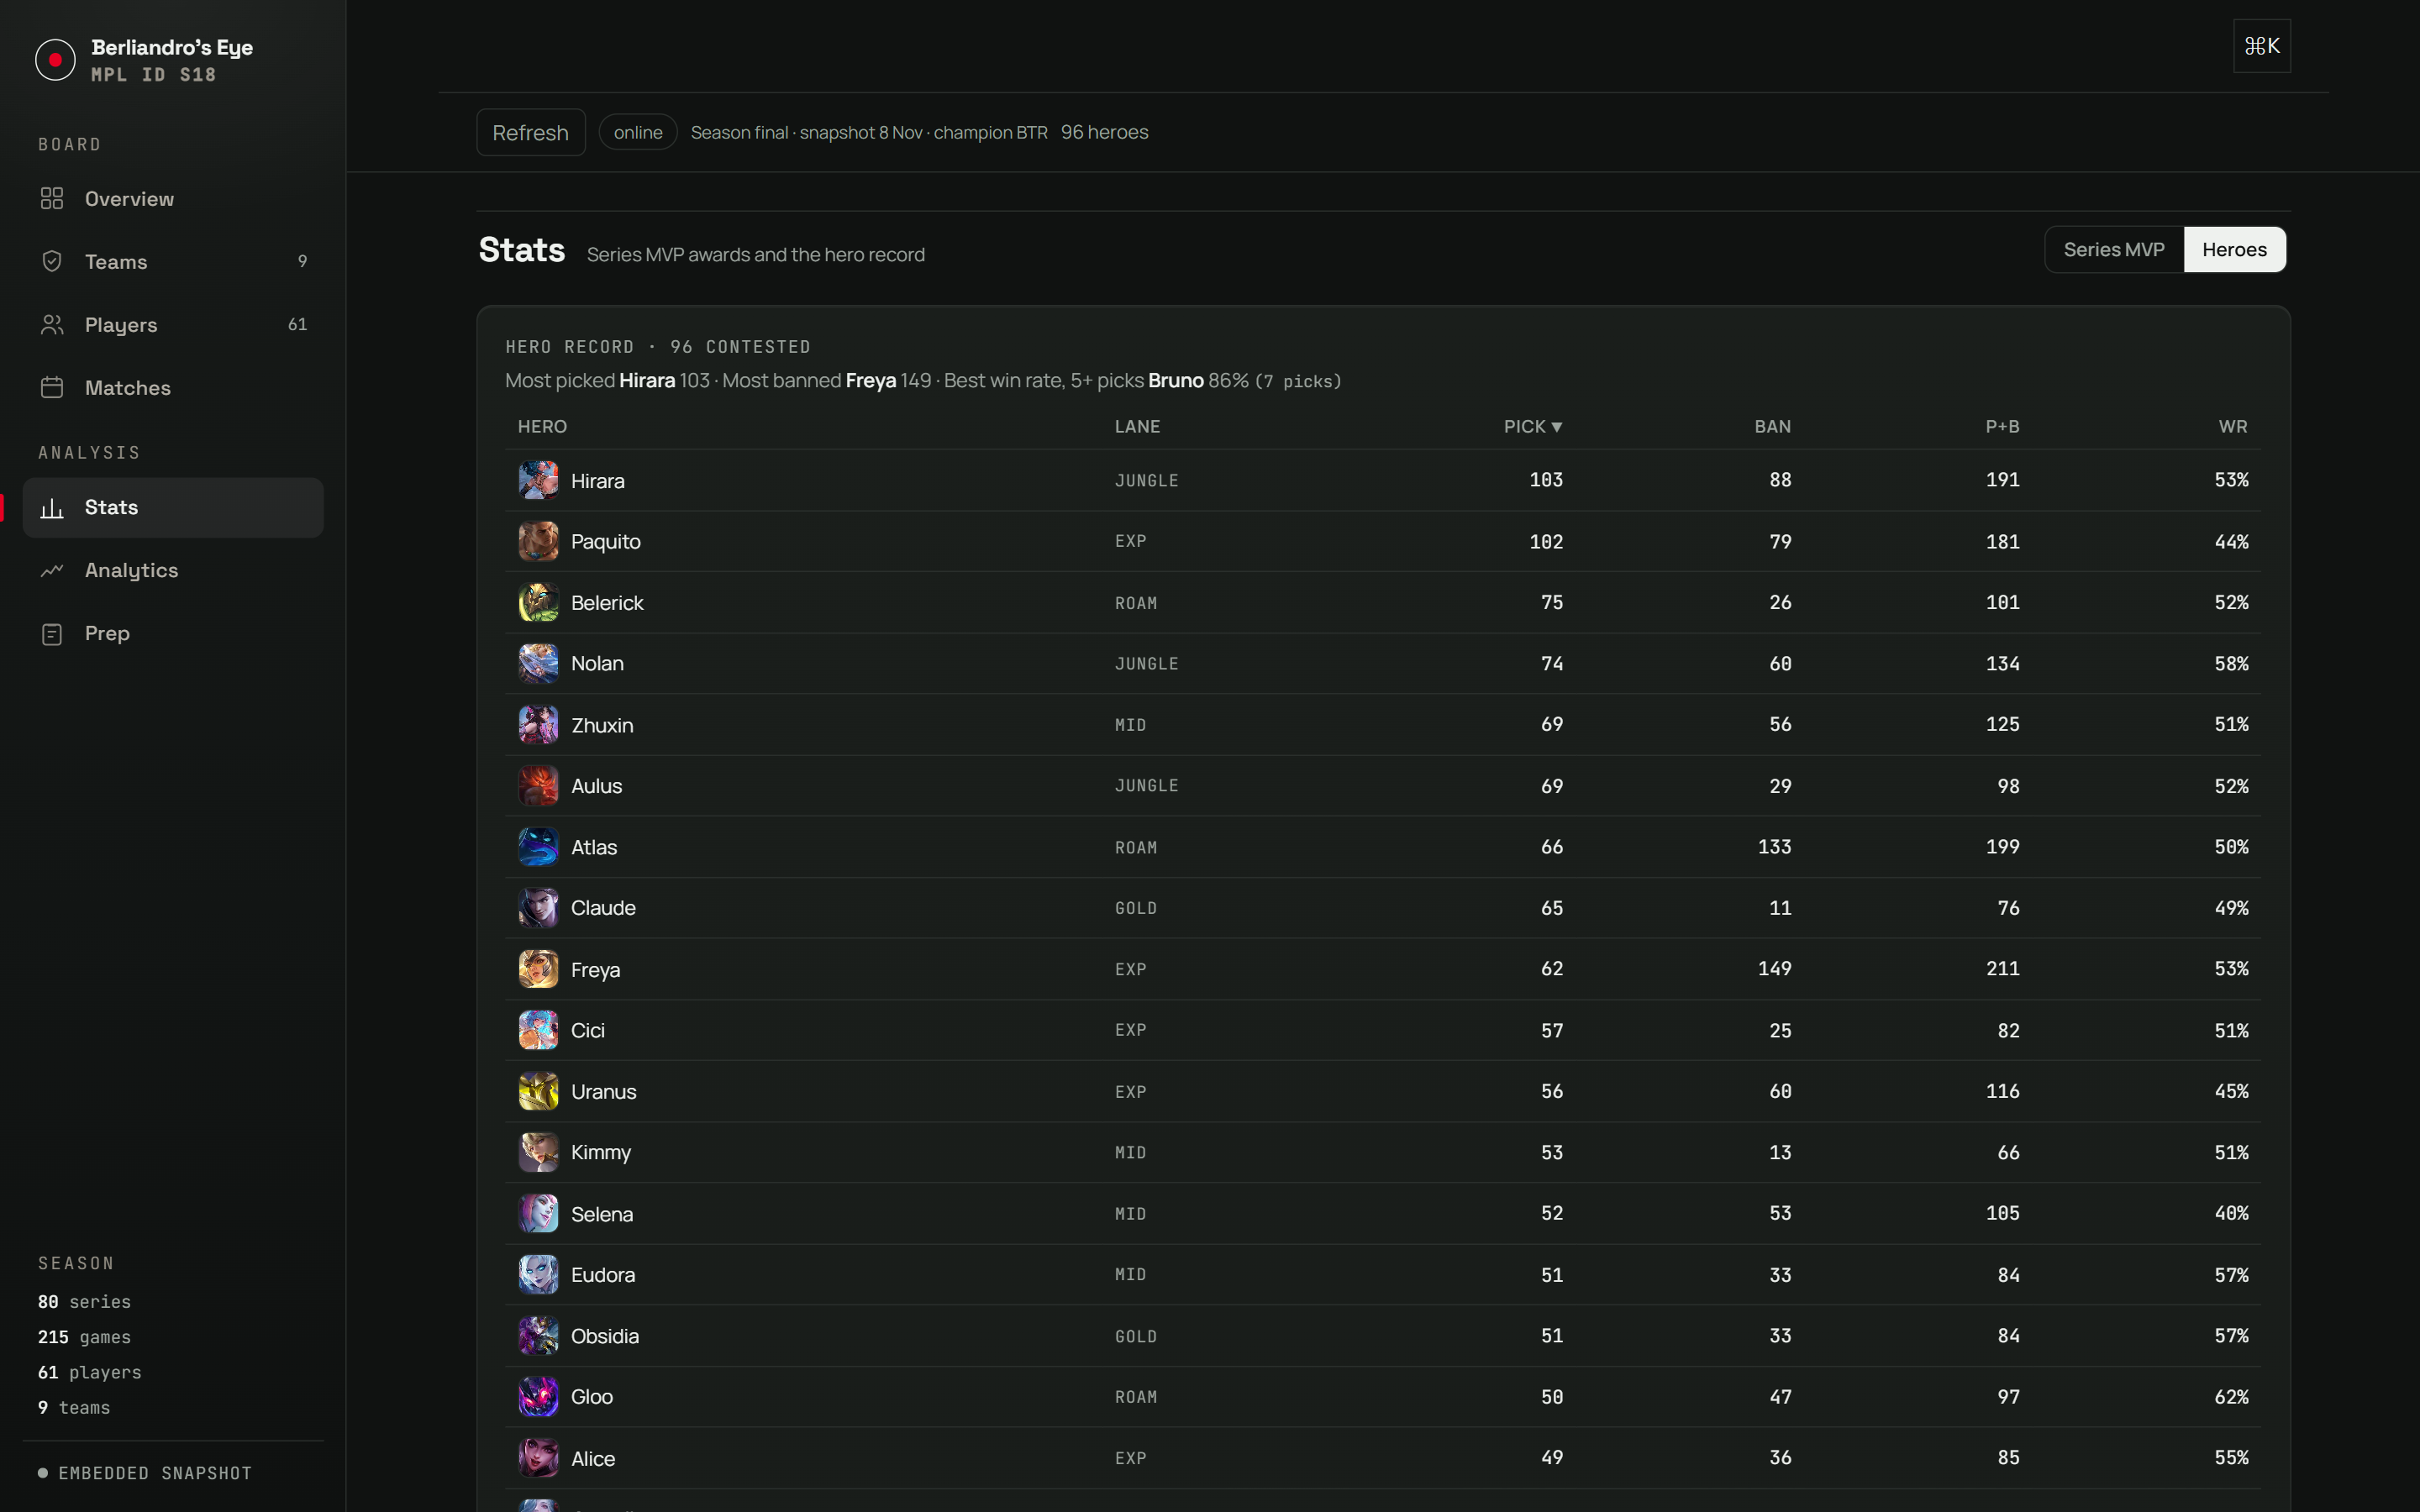 Berliandro's Eye
MPL ID S18
BOARD
Overview
Teams 9
Players 61
Matches
ANALYSIS
Stats
Analytics
Prep
SEASON
80 series
215 games
61 players
9 teams
EMBEDDED SNAPSHOT
⌘K
Refresh online Season final · snapshot 8 Nov · champion BTR 96 heroes
Stats Series MVP awards and the hero record Series MVP Heroes
HERO RECORD · 96 CONTESTED
Most picked Hirara 103 · Most banned Freya 149 · Best win rate, 5+ picks Bruno 86% (7 picks)
HERO LANE PICK ▼ BAN P+B WR
Hirara JUNGLE 103 88 191 53%
Paquito EXP 102 79 181 44%
Belerick ROAM 75 26 101 52%
Nolan JUNGLE 74 60 134 58%
Zhuxin MID 69 56 125 51%
Aulus JUNGLE 69 29 98 52%
Atlas ROAM 66 133 199 50%
Claude GOLD 65 11 76 49%
Freya EXP 62 149 211 53%
Cici EXP 57 25 82 51%
Uranus EXP 56 60 116 45%
Kimmy MID 53 13 66 51%
Selena MID 52 53 105 40%
Eudora MID 51 33 84 57%
Obsidia GOLD 51 33 84 57%
Gloo ROAM 50 47 97 62%
Alice EXP 49 36 85 55%